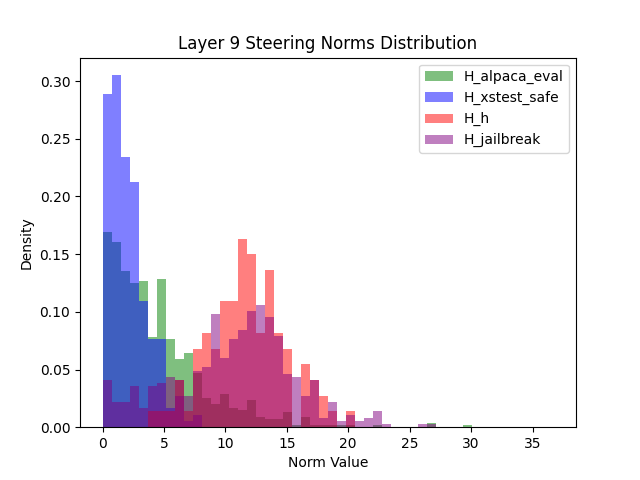 Layer 9 Steering Norms Distribution
H_alpaca_eval
H_xstest_safe
H_h
H_jailbreak
0.30
0.25
0.20
0.15
0.10
0.05
0.00
Density
0 5 10 15 20 25 30 35
Norm Value